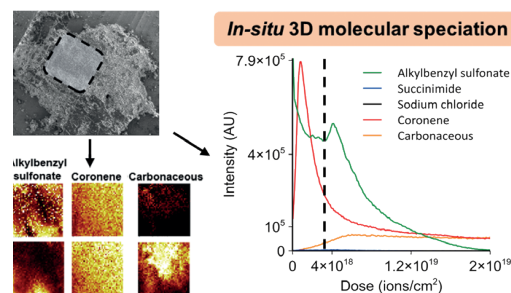 In-situ 3D molecular speciation
Alkylbenzyl
sulfonate
Coronene
Carbonaceous
Intensity (AU)
7.9×10⁵
4×10⁵
10⁵
0
Alkylbenzyl sulfonate
Succinimide
Sodium chloride
Coronene
Carbonaceous
0
4×10¹⁸
1.2×10¹⁹
2×10¹⁹
Dose (ions/cm²)